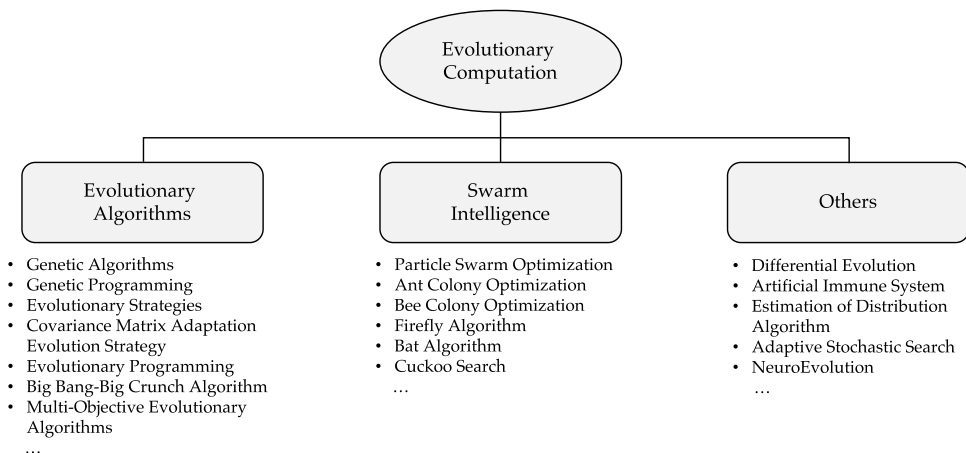 Evolutionary
Computation
Evolutionary
Algorithms
• Genetic Algorithms
• Genetic Programming
• Evolutionary Strategies
• Covariance Matrix Adaptation
Evolution Strategy
• Evolutionary Programming
• Big Bang-Big Crunch Algorithm
• Multi-Objective Evolutionary
Algorithms
…
Swarm
Intelligence
• Particle Swarm Optimization
• Ant Colony Optimization
• Bee Colony Optimization
• Firefly Algorithm
• Bat Algorithm
• Cuckoo Search
…
Others
• Differential Evolution
• Artificial Immune System
• Estimation of Distribution
Algorithm
• Adaptive Stochastic Search
• NeuroEvolution
…